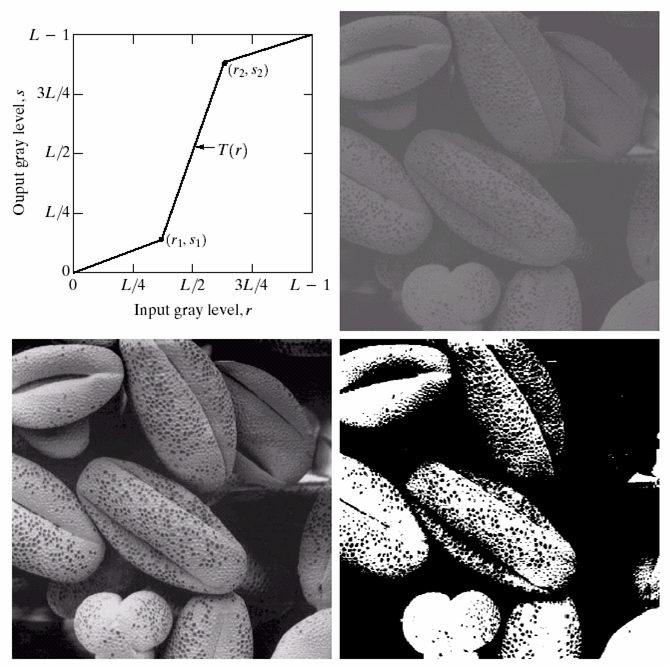 L − 1
(r2, s2)
3L/4
Ouput gray level, s
L/2
T(r)
L/4
(r1, s1)
0
0 L/4 L/2 3L/4 L − 1
Input gray level, r